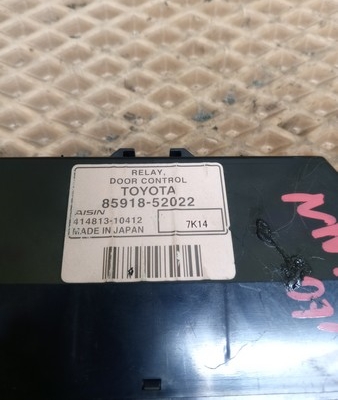 RELAY,
DOOR CONTROL
TOYOTA
85918-52022
AISIN
414813-10412
MADE IN JAPAN
7K14